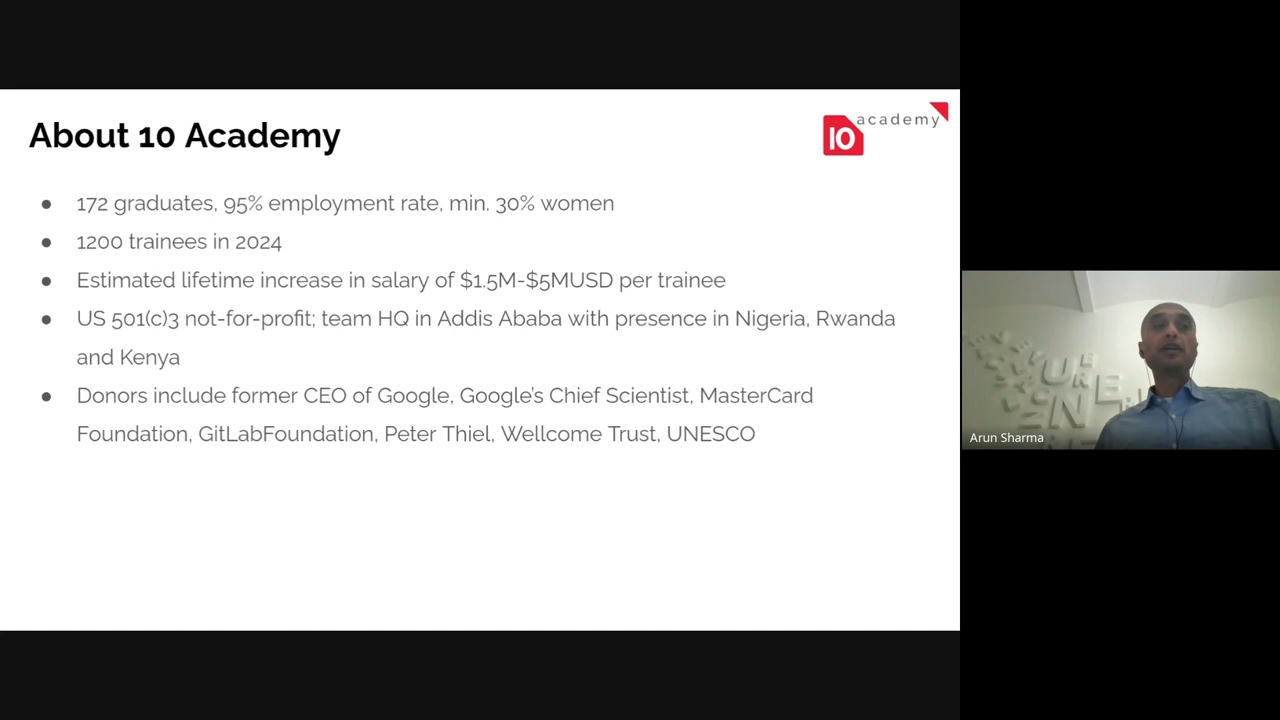 About 10 Academy
10 academy
● 172 graduates, 95% employment rate, min. 30% women
● 1200 trainees in 2024
● Estimated lifetime increase in salary of $1.5M-$5MUSD per trainee
● US 501(c)3 not-for-profit; team HQ in Addis Ababa with presence in Nigeria, Rwanda
and Kenya
● Donors include former CEO of Google, Google's Chief Scientist, MasterCard
Foundation, GitLabFoundation, Peter Thiel, Wellcome Trust, UNESCO
Arun Sharma